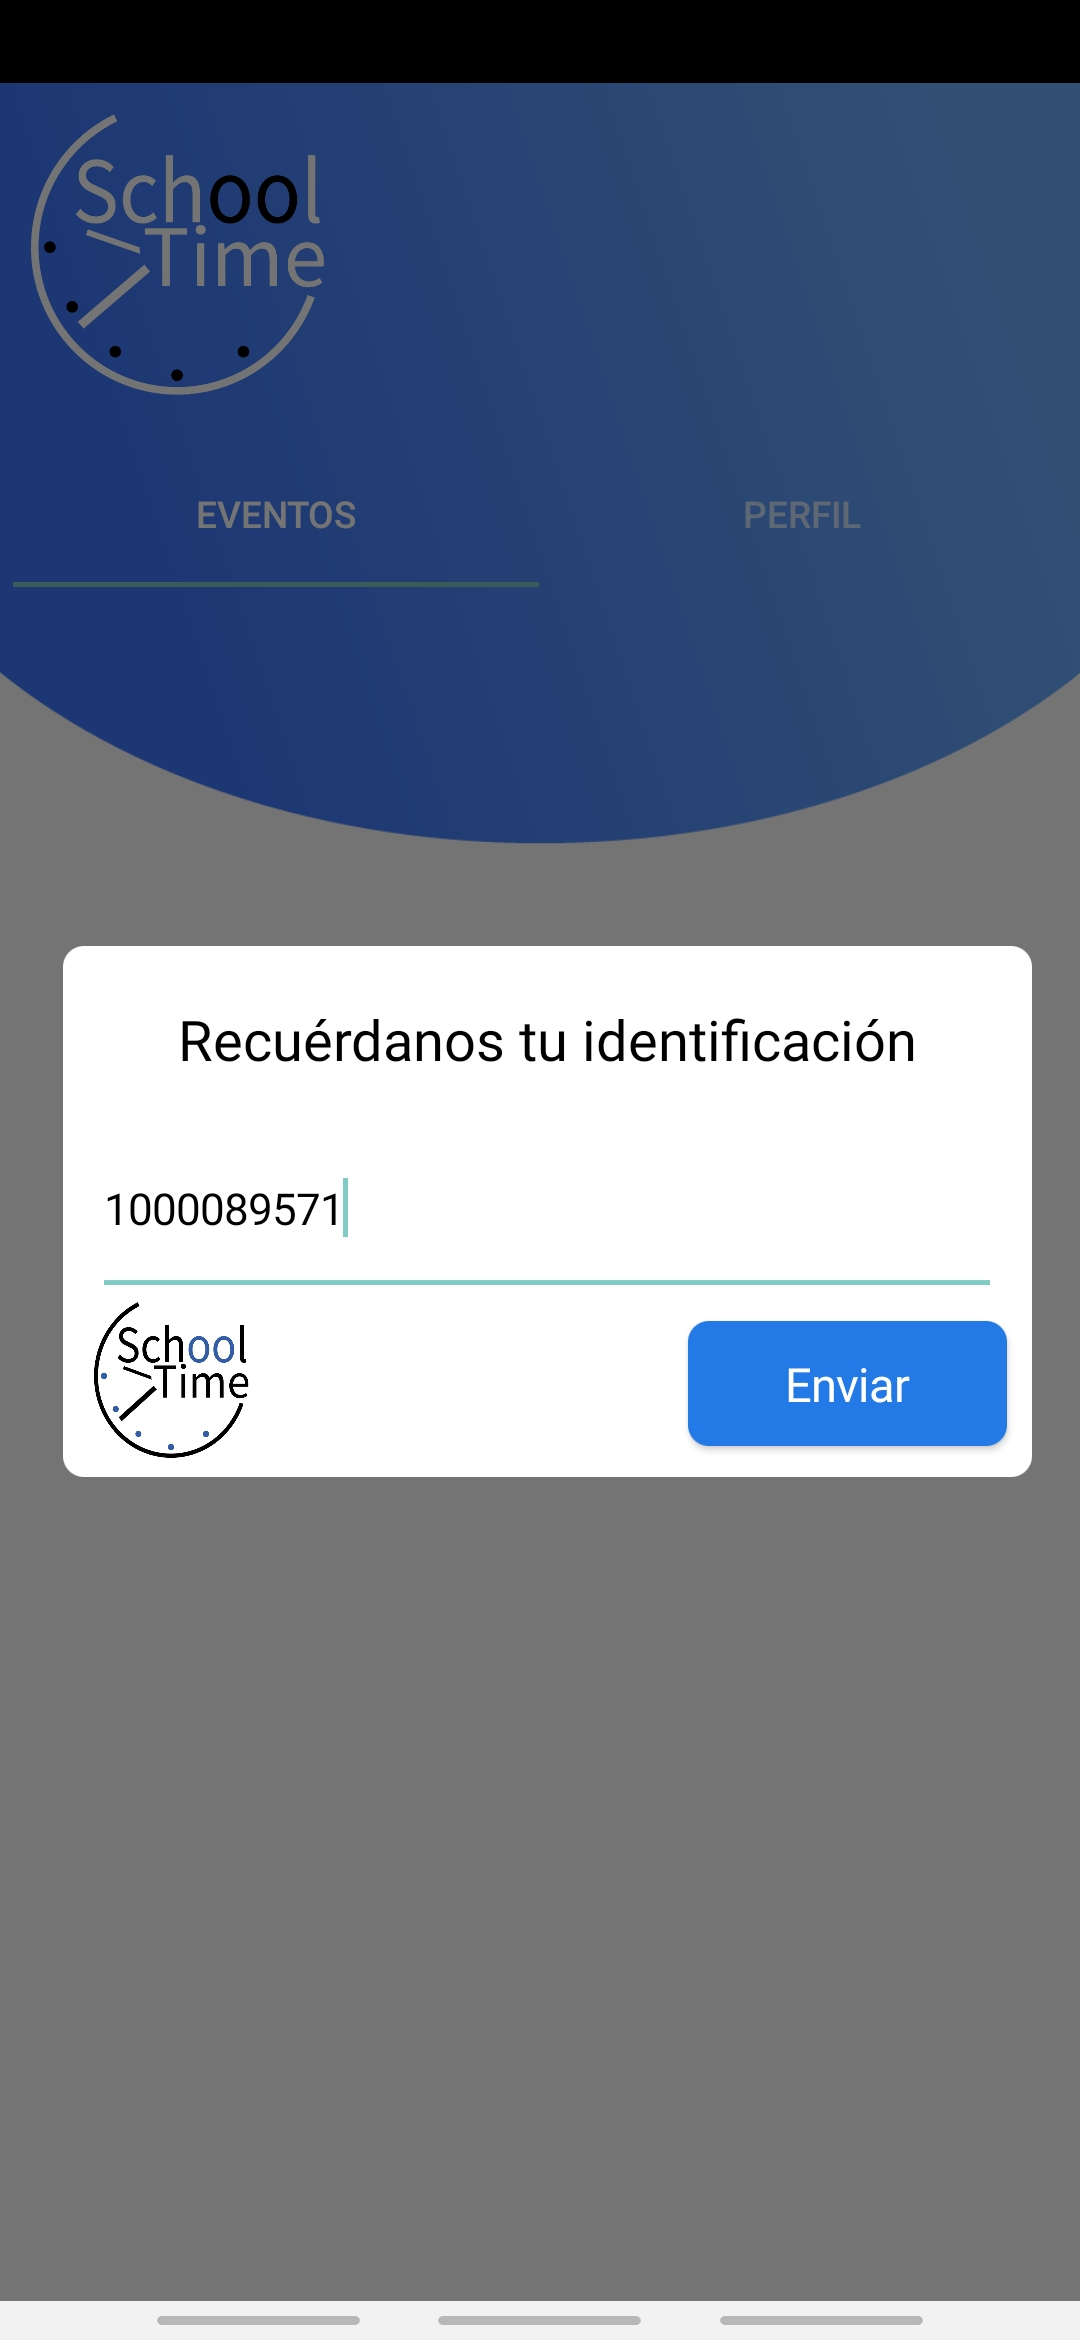 School
Time
EVENTOS
PERFIL
Recuérdanos tu identificación
1000089571
School
Time
Enviar